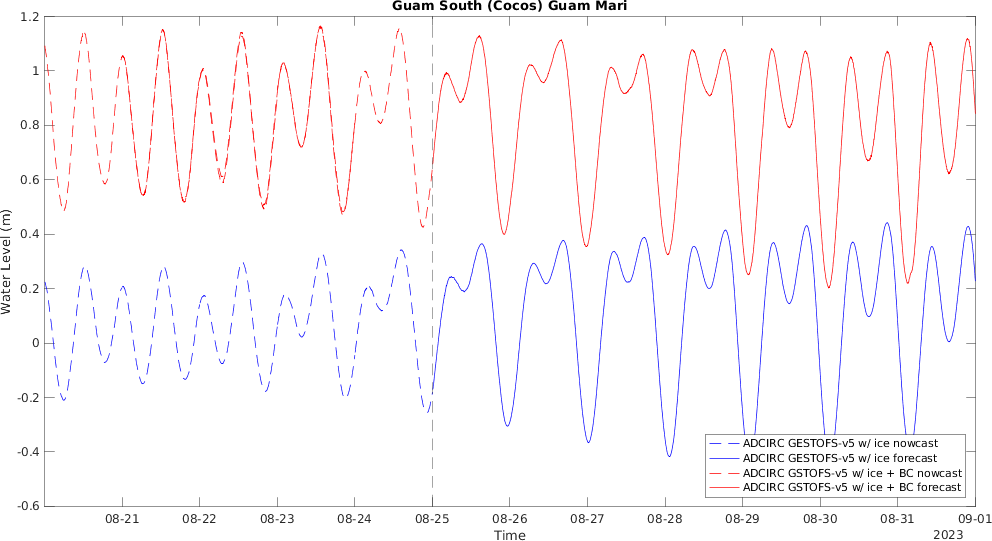 Guam South (Cocos) Guam Mari
1.2
1
0.8
0.6
0.4
0.2
0
-0.2
-0.4
-0.6
Water Level (m)
ADCIRC GESTOFS-v5 w/ ice nowcast
ADCIRC GESTOFS-v5 w/ ice forecast
ADCIRC GSTOFS-v5 w/ ice + BC nowcast
ADCIRC GSTOFS-v5 w/ ice + BC forecast
08-21 08-22 08-23 08-24 08-25 08-26 08-27 08-28 08-29 08-30 08-31 09-01
Time
2023